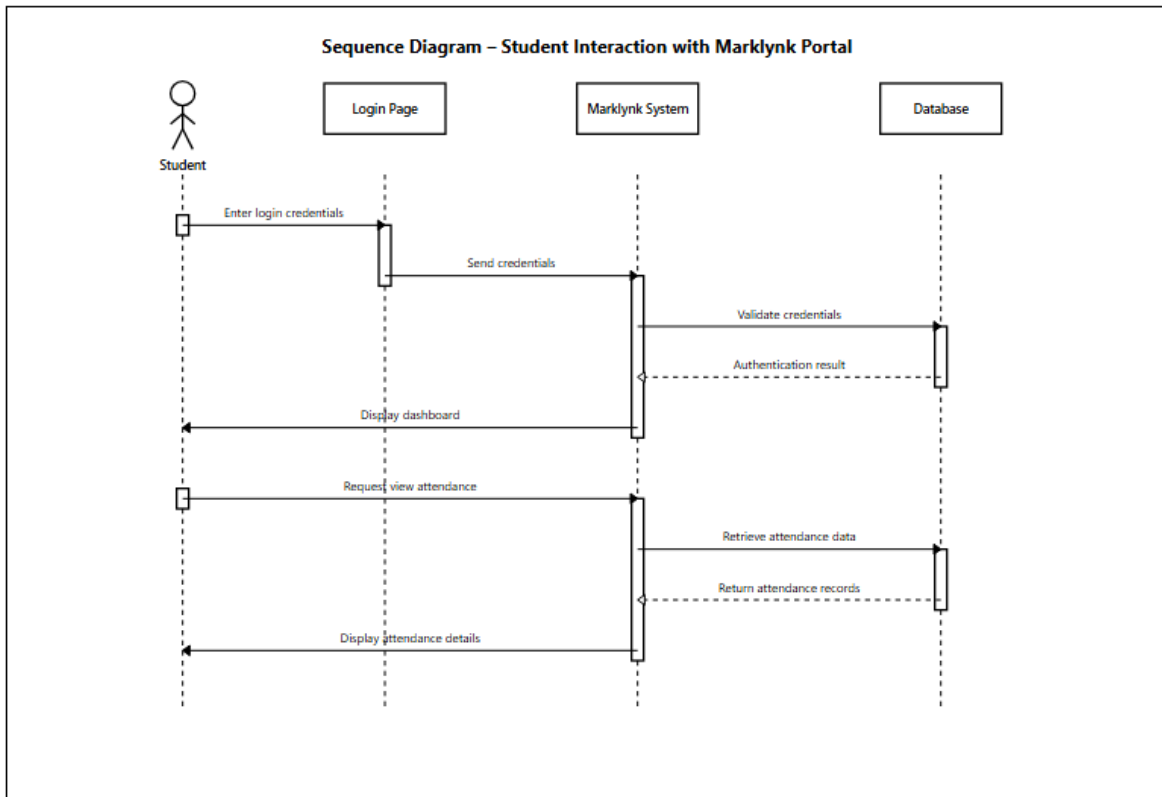 Sequence Diagram – Student Interaction with Marklynk Portal
Student
Login Page
Marklynk System
Database
Enter login credentials
Send credentials
Validate credentials
Authentication result
Display dashboard
Request view attendance
Retrieve attendance data
Return attendance records
Display attendance details